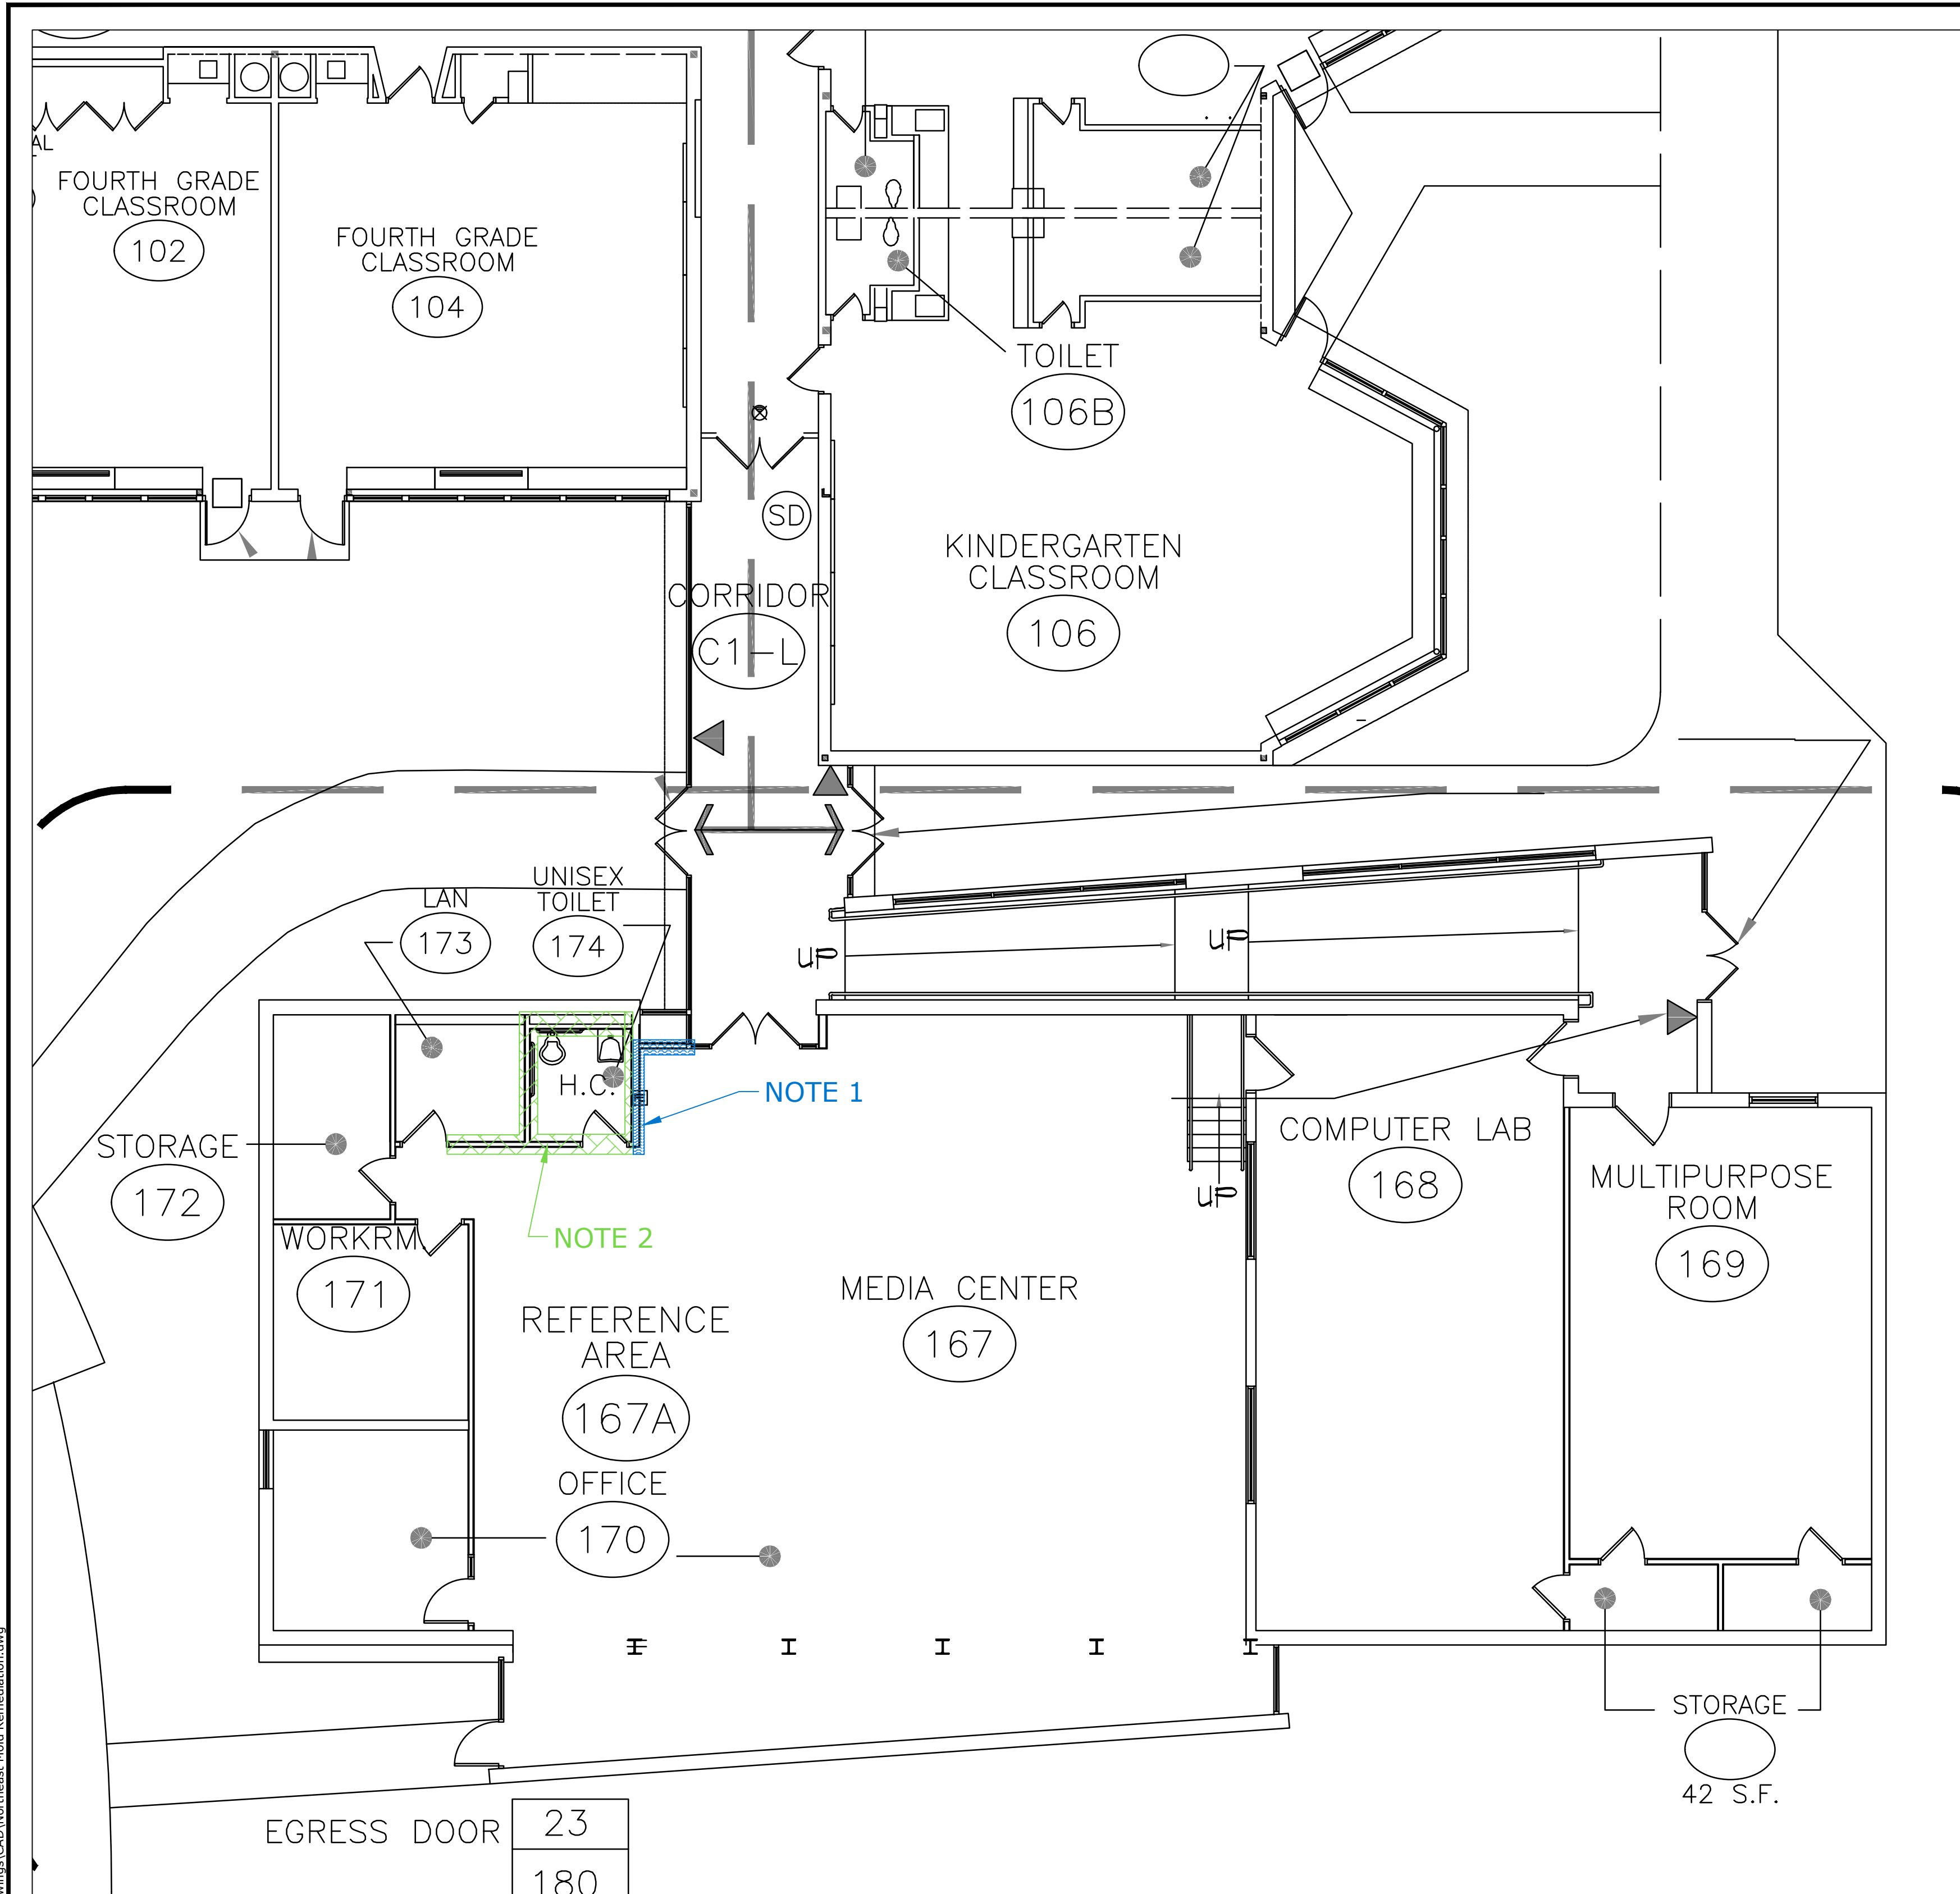 AL
FOURTH GRADE
CLASSROOM
102
FOURTH GRADE
CLASSROOM
104
TOILET
106B
SD
KINDERGARTEN
CLASSROOM
106
CORRIDOR
C1-L
UNISEX
TOILET
174
LAN
173
UP
UP
H.C.
NOTE 1
STORAGE
172
COMPUTER LAB
168
MULTIPURPOSE
ROOM
169
UP
NOTE 2
WORKRM.
171
MEDIA CENTER
167
REFERENCE
AREA
167A
OFFICE
170
STORAGE
42 S.F.
EGRESS DOOR
23
180